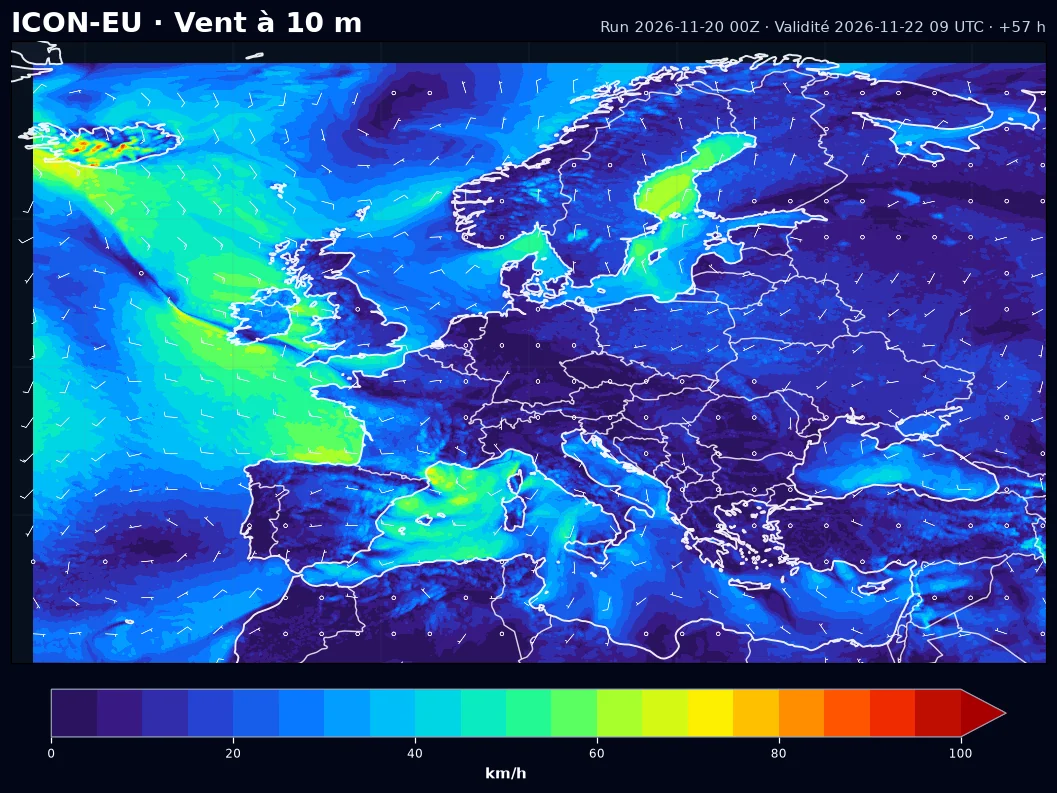 ICON-EU · Vent à 10 m
Run 2026-11-20 00Z · Validité 2026-11-22 09 UTC · +57 h
0 20 40 60 80 100
km/h